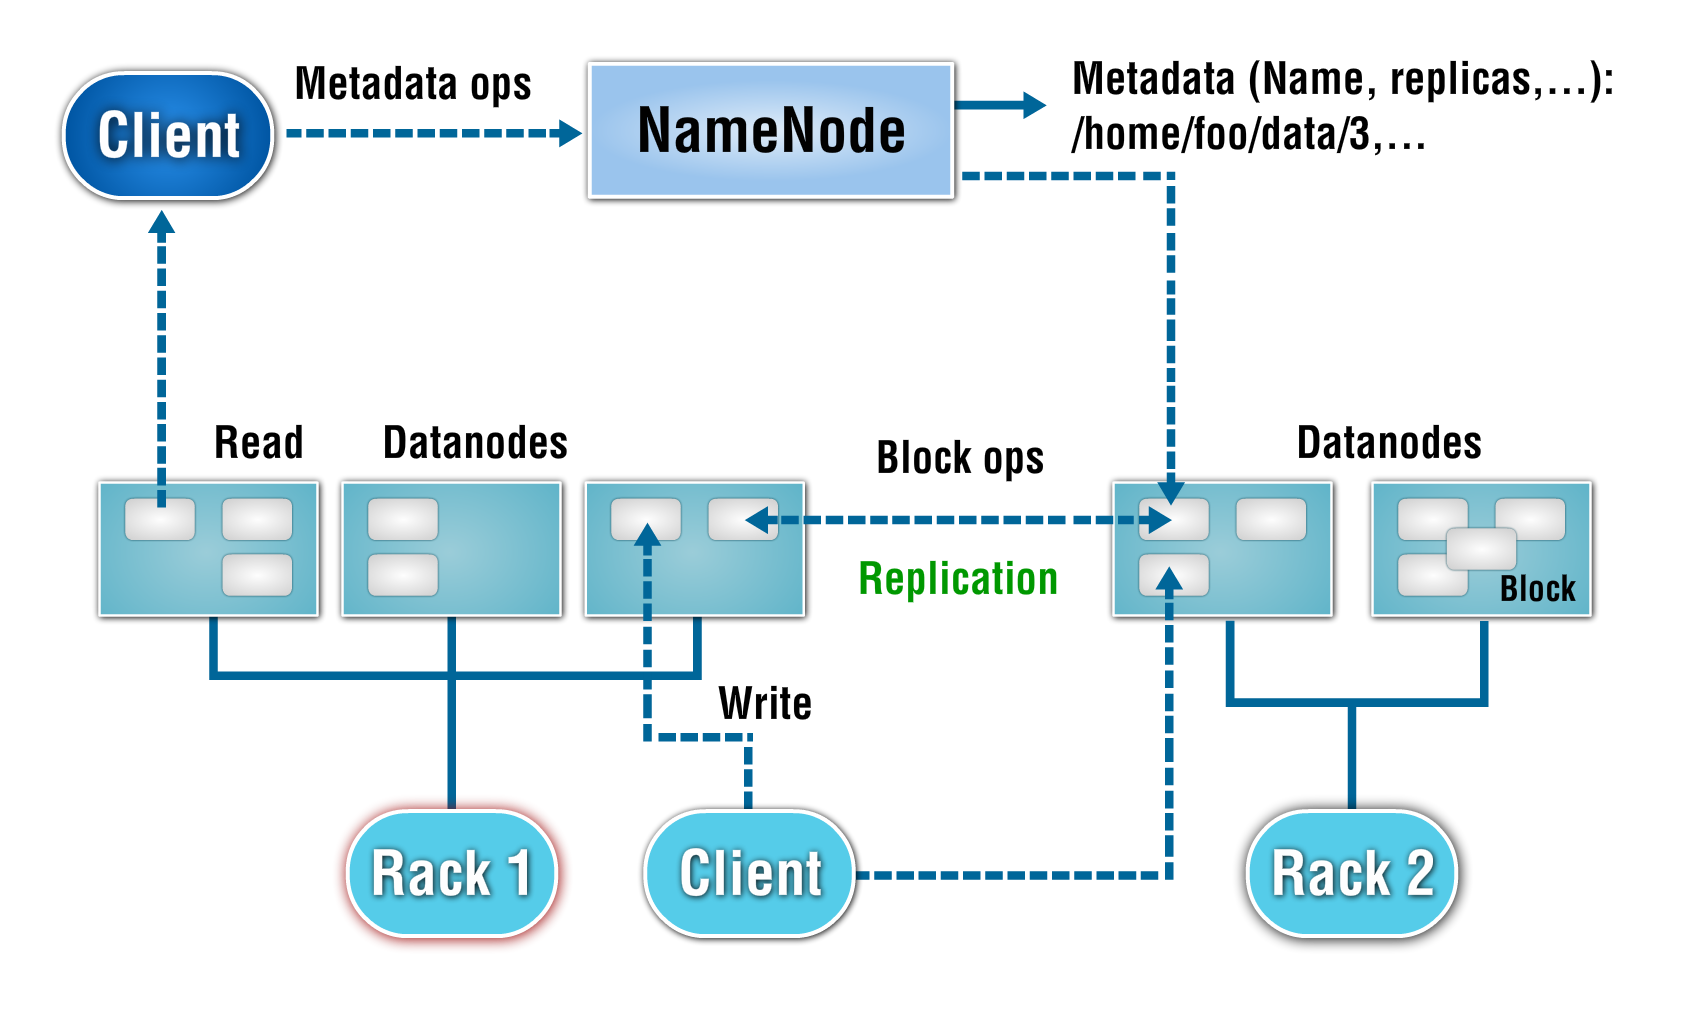 Client
Metadata ops
NameNode
Metadata (Name, replicas,...):
/home/foo/data/3,...
Read
Datanodes
Block ops
Datanodes
Replication
Block
Write
Rack 1
Client
Rack 2